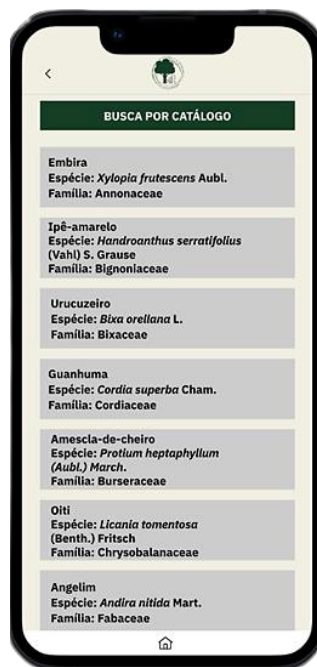 BUSCA POR CATÁLOGO
Embira
Espécie: Xylopia frutescens Aubl.
Família: Annonaceae
Ipê-amarelo
Espécie: Handroanthus serratifolius
(Vahl) S. Grause
Família: Bignoniaceae
Urucuzeiro
Espécie: Bixa orellana L.
Família: Bixaceae
Guanhuma
Espécie: Cordia superba Cham.
Família: Cordiaceae
Amescla-de-cheiro
Espécie: Protium heptaphyllum
(Aubl.) March.
Família: Burseraceae
Oiti
Espécie: Licania tomentosa
(Benth.) Fritsch
Família: Chrysobalanaceae
Angelim
Espécie: Andira nitida Mart.
Família: Fabaceae